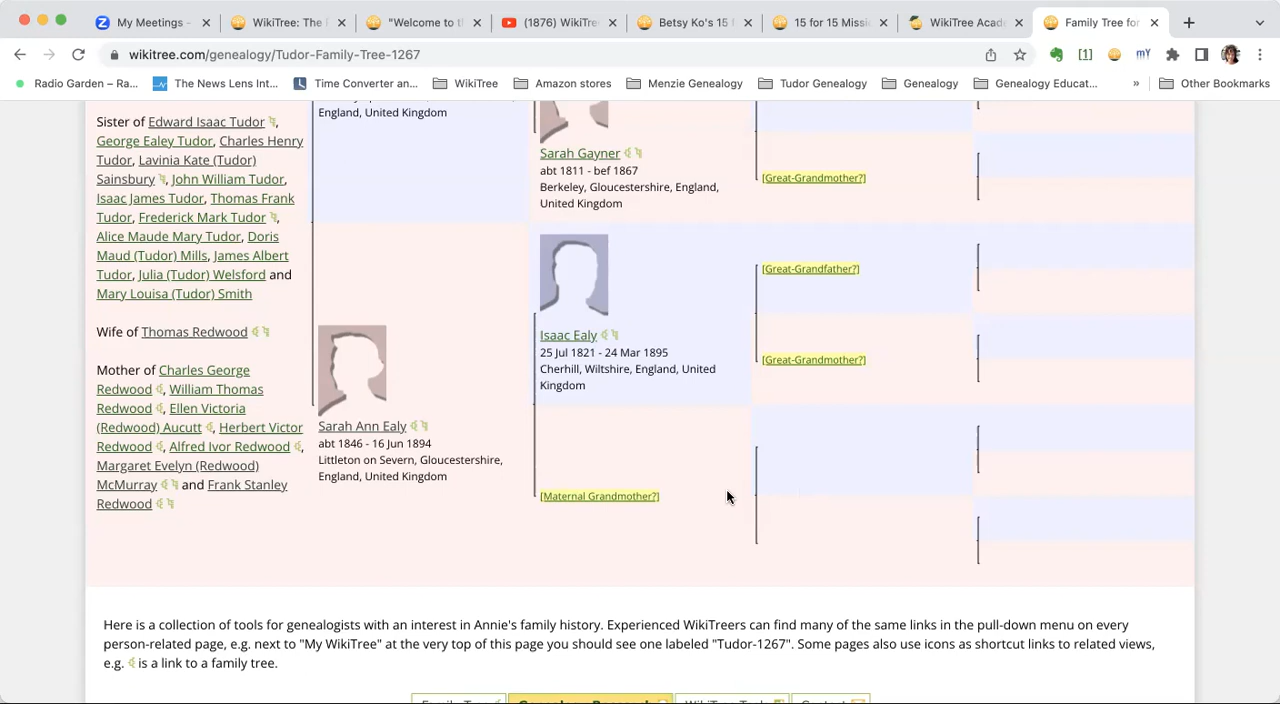 My Meetings -
WikiTree: The
"Welcome to t
(1876) WikiTre
Betsy Ko's 15
15 for 15 Missi
WikiTree Acad
Family Tree for
wikitree.com/genealogy/Tudor-Family-Tree-1267
Radio Garden – Ra...
The News Lens Int...
Time Converter an...
WikiTree
Amazon stores
Menzie Genealogy
Tudor Genealogy
Genealogy
Genealogy Educat...
»
Other Bookmarks
Sister of Edward Isaac Tudor,
George Ealey Tudor, Charles Henry
Tudor, Lavinia Kate (Tudor)
Sainsbury, John William Tudor,
Isaac James Tudor, Thomas Frank
Tudor, Frederick Mark Tudor,
Alice Maude Mary Tudor, Doris
Maud (Tudor) Mills, James Albert
Tudor, Julia (Tudor) Welsford and
Mary Louisa (Tudor) Smith
Wife of Thomas Redwood
Mother of Charles George
Redwood, William Thomas
Redwood, Ellen Victoria
(Redwood) Aucutt, Herbert Victor
Redwood, Alfred Ivor Redwood,
Margaret Evelyn (Redwood)
McMurray and Frank Stanley
Redwood
England, United Kingdom
Sarah Ann Ealy
abt 1846 - 16 Jun 1894
Littleton on Severn, Gloucestershire,
England, United Kingdom
Sarah Gayner
abt 1811 - bef 1867
Berkeley, Gloucestershire, England,
United Kingdom
Isaac Ealy
25 Jul 1821 - 24 Mar 1895
Cherhill, Wiltshire, England, United
Kingdom
[Maternal Grandmother?]
[Great-Grandmother?]
[Great-Grandfather?]
[Great-Grandmother?]
Here is a collection of tools for genealogists with an interest in Annie's family history. Experienced WikiTreers can find many of the same links in the pull-down menu on every
person-related page, e.g. next to "My WikiTree" at the very top of this page you should see one labeled "Tudor-1267". Some pages also use icons as shortcut links to related views,
e.g. is a link to a family tree.